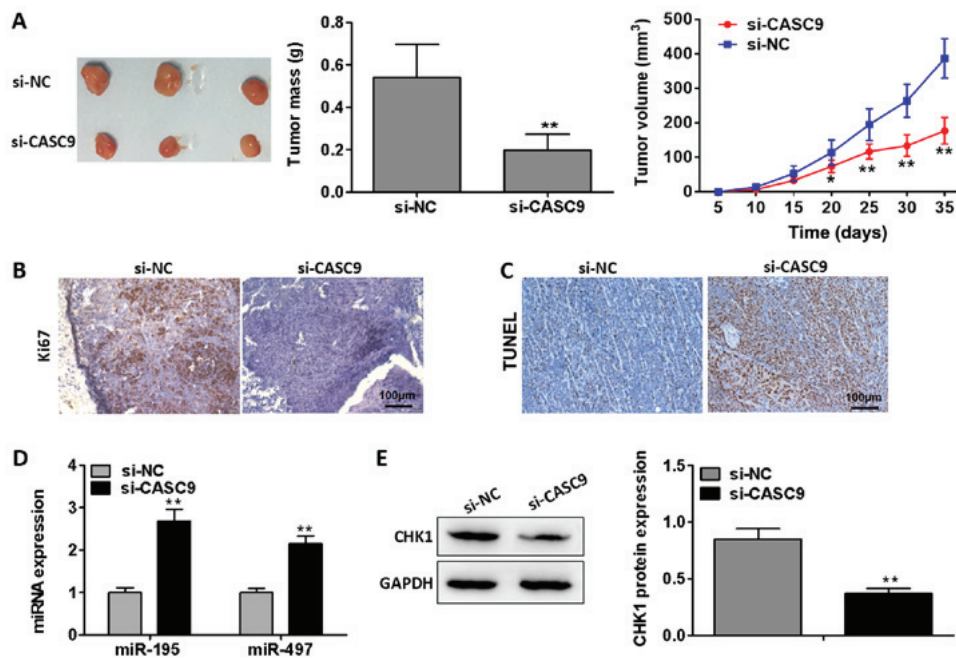 A
si-NC
si-CASC9
Tumor mass (g)
0.8
0.6
0.4
0.2
0.0
**
si-NC
si-CASC9
Tumor volume (mm3)
500
400
300
200
100
0
si-CASC9
si-NC
*
**
**
**
5 10 15 20 25 30 35
Time (days)
B
si-NC
si-CASC9
Ki67
100μm
C
si-NC
si-CASC9
TUNEL
100μm
D
miRNA expression
4
3
2
1
0
si-NC
si-CASC9
**
**
miR-195
miR-497
E
si-NC
si-CASC9
CHK1
GAPDH
CHK1 protein expression
1.5
1.0
0.5
0.0
si-NC
si-CASC9
**